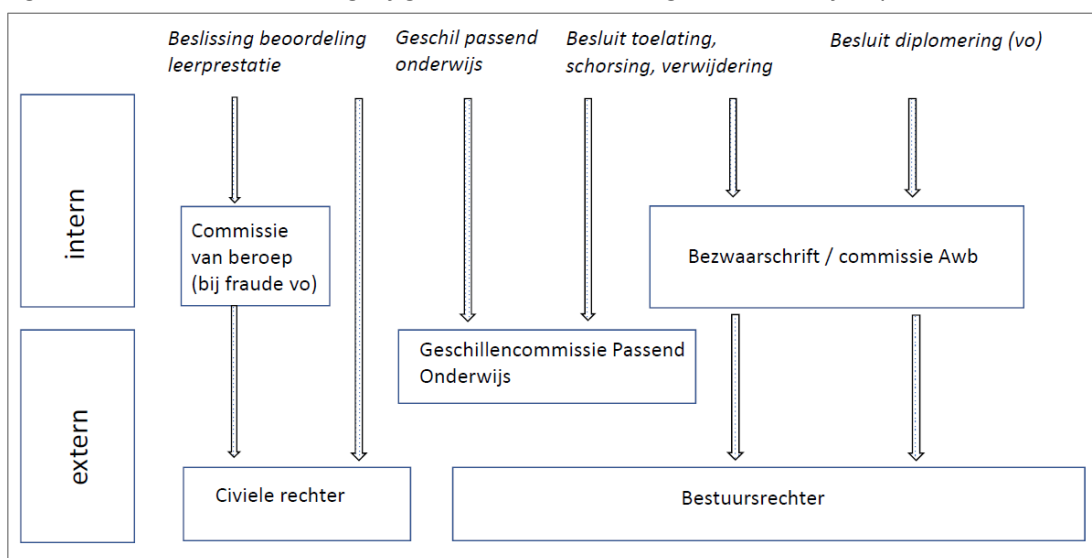 Beslissing beoordeling
leerprestatie
Geschil passend
onderwijs
Besluit toelating,
schorsing, verwijdering
Besluit diplomering (vo)
intern
Commissie
van beroep
(bij fraude vo)
Bezwaarschrift / commissie Awb
extern
Geschillencommissie Passend
Onderwijs
Civiele rechter
Bestuursrechter